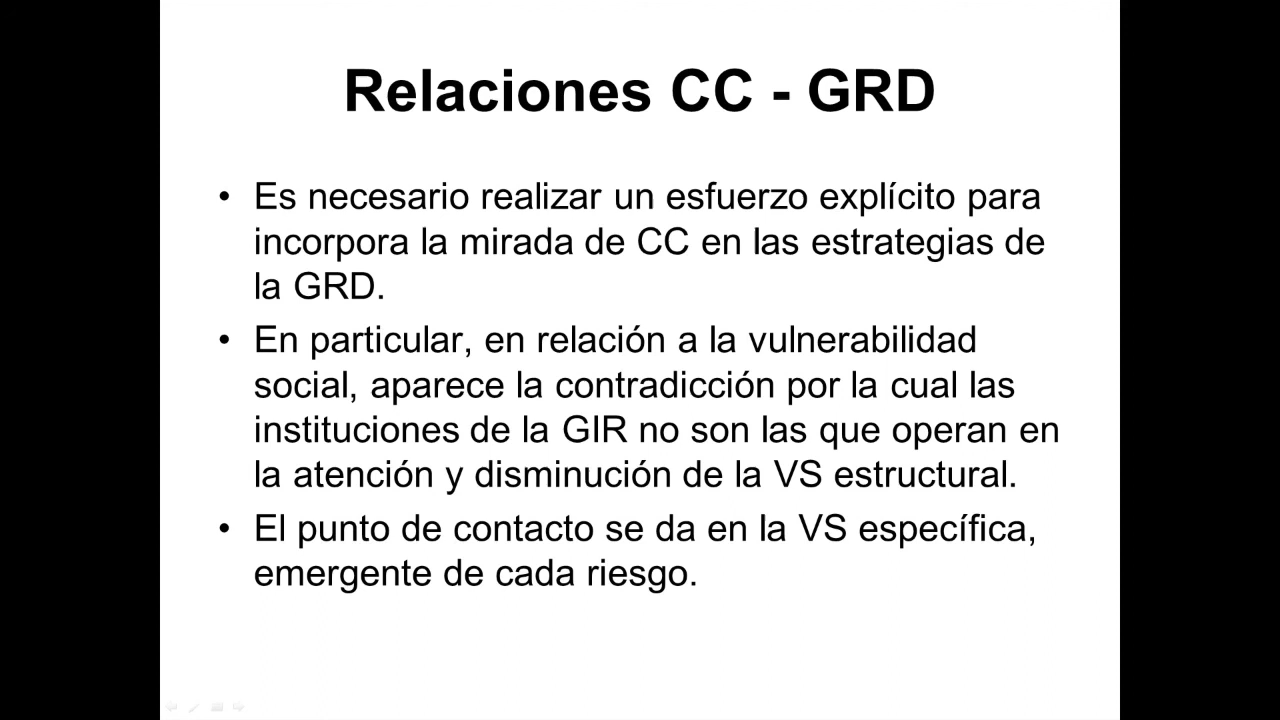 Relaciones CC - GRD
• Es necesario realizar un esfuerzo explícito para
incorpora la mirada de CC en las estrategias de
la GRD.
• En particular, en relación a la vulnerabilidad
social, aparece la contradicción por la cual las
instituciones de la GIR no son las que operan en
la atención y disminución de la VS estructural.
• El punto de contacto se da en la VS específica,
emergente de cada riesgo.